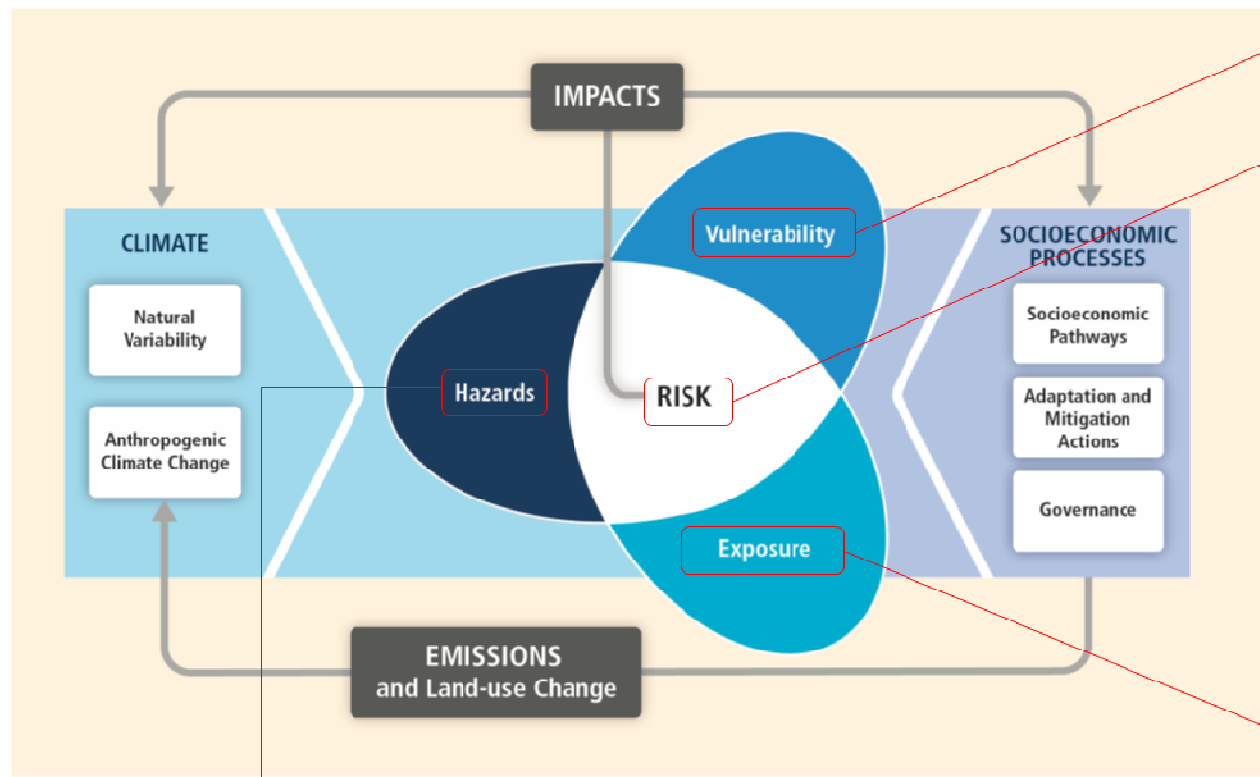 IMPACTS
CLIMATE
Natural
Variability
Anthropogenic
Climate Change
Vulnerability
Hazards
RISK
Exposure
SOCIOECONOMIC
PROCESSES
Socioeconomic
Pathways
Adaptation and
Mitigation
Actions
Governance
EMISSIONS
and Land-use Change